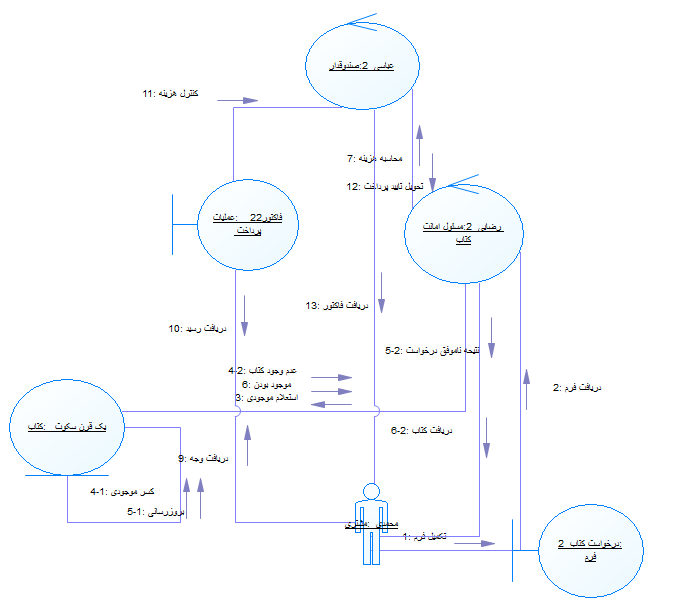 عباسی 2:صندوقدار
11: کنترل هزینه
7: محاسبه هزینه
12: تحویل تایید پرداخت
فاکتور22 :عملیات
پرداخت
رضایی 2:مسئول امانت
کتاب
13: دریافت فاکتور
10: دریافت رسید
5-2: نتیجه ناموفق درخواست
4-2: عدم وجود کتاب
6: موجود بودن
3: استعلام موجودی
2: دریافت فرم
یک قرن سکوت :کتاب
6-2: دریافت کتاب
9: دریافت وجه
4-1: کسر موجودی
5-1: بروزرسانی
محمدی :مشتری
1: تکمیل فرم
درخواست کتاب 2:
فرم